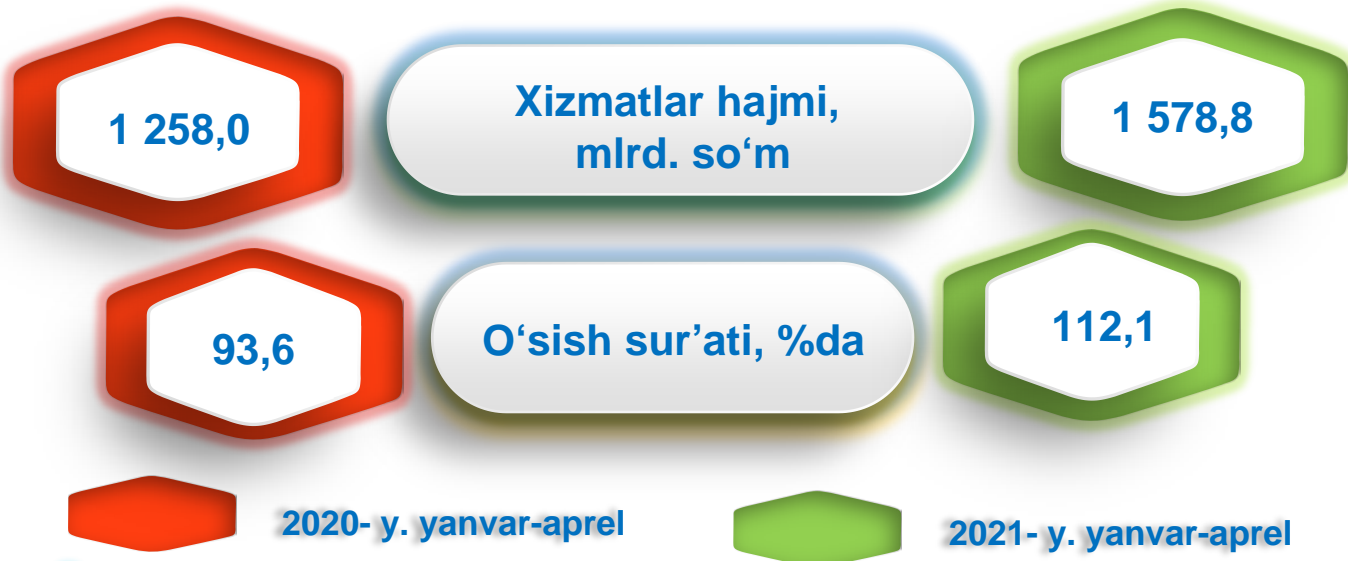 1 258,0
Xizmatlar hajmi,
mlrd. so‘m
1 578,8
93,6
O‘sish sur’ati, %da
112,1
2020- y. yanvar-aprel
2021- y. yanvar-aprel